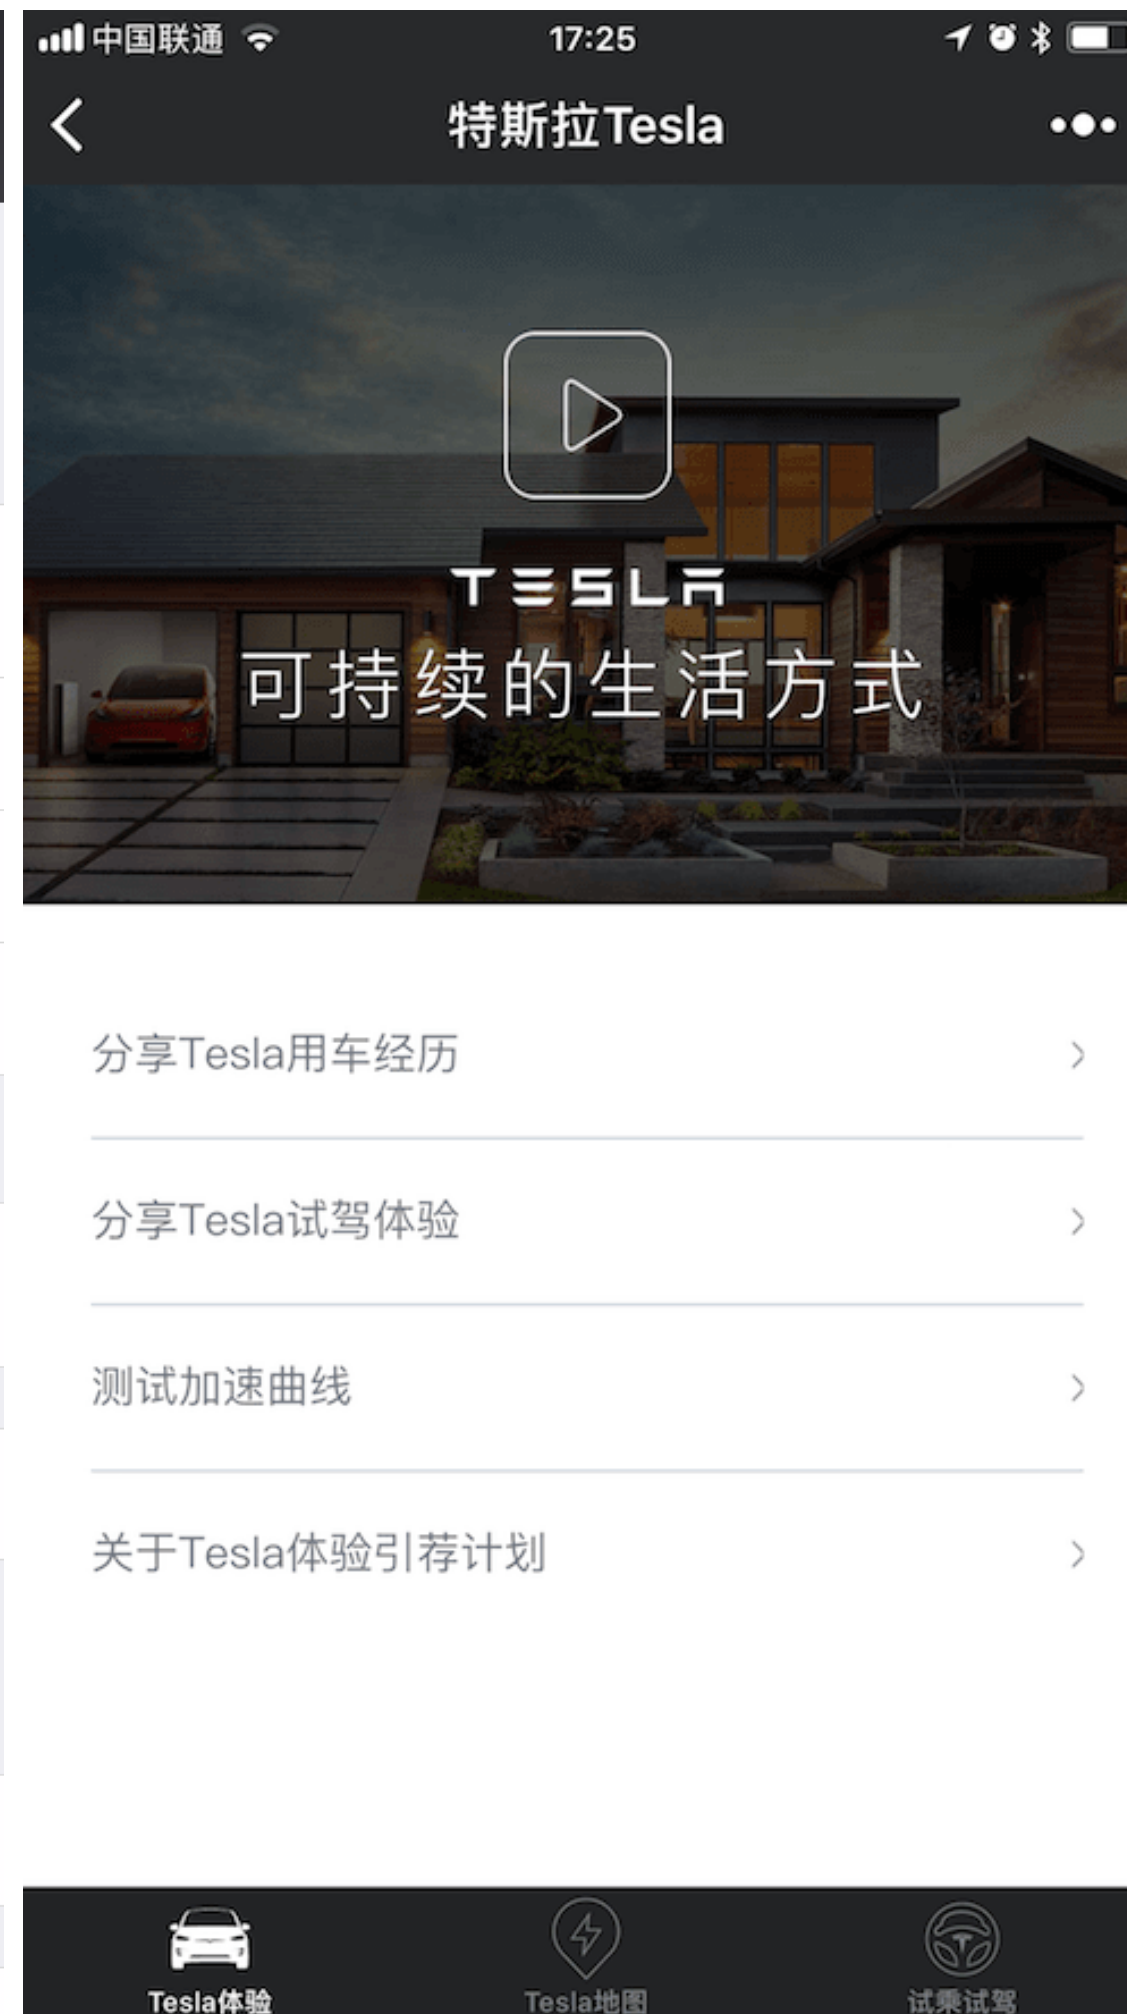 中国联通
17:25
特斯拉Tesla
TESLA
可持续的生活方式
分享Tesla用车经历
分享Tesla试驾体验
测试加速曲线
关于Tesla体验引荐计划
Tesla体验
Tesla地图
试乘试驾